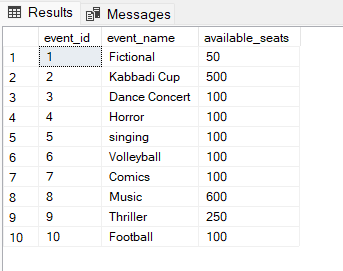 Results Messages
event_id event_name available_seats
1 1 Fictional 50
2 2 Kabbadi Cup 500
3 3 Dance Concert 100
4 4 Horror 100
5 5 singing 100
6 6 Volleyball 100
7 7 Comics 100
8 8 Music 600
9 9 Thriller 250
10 10 Football 100